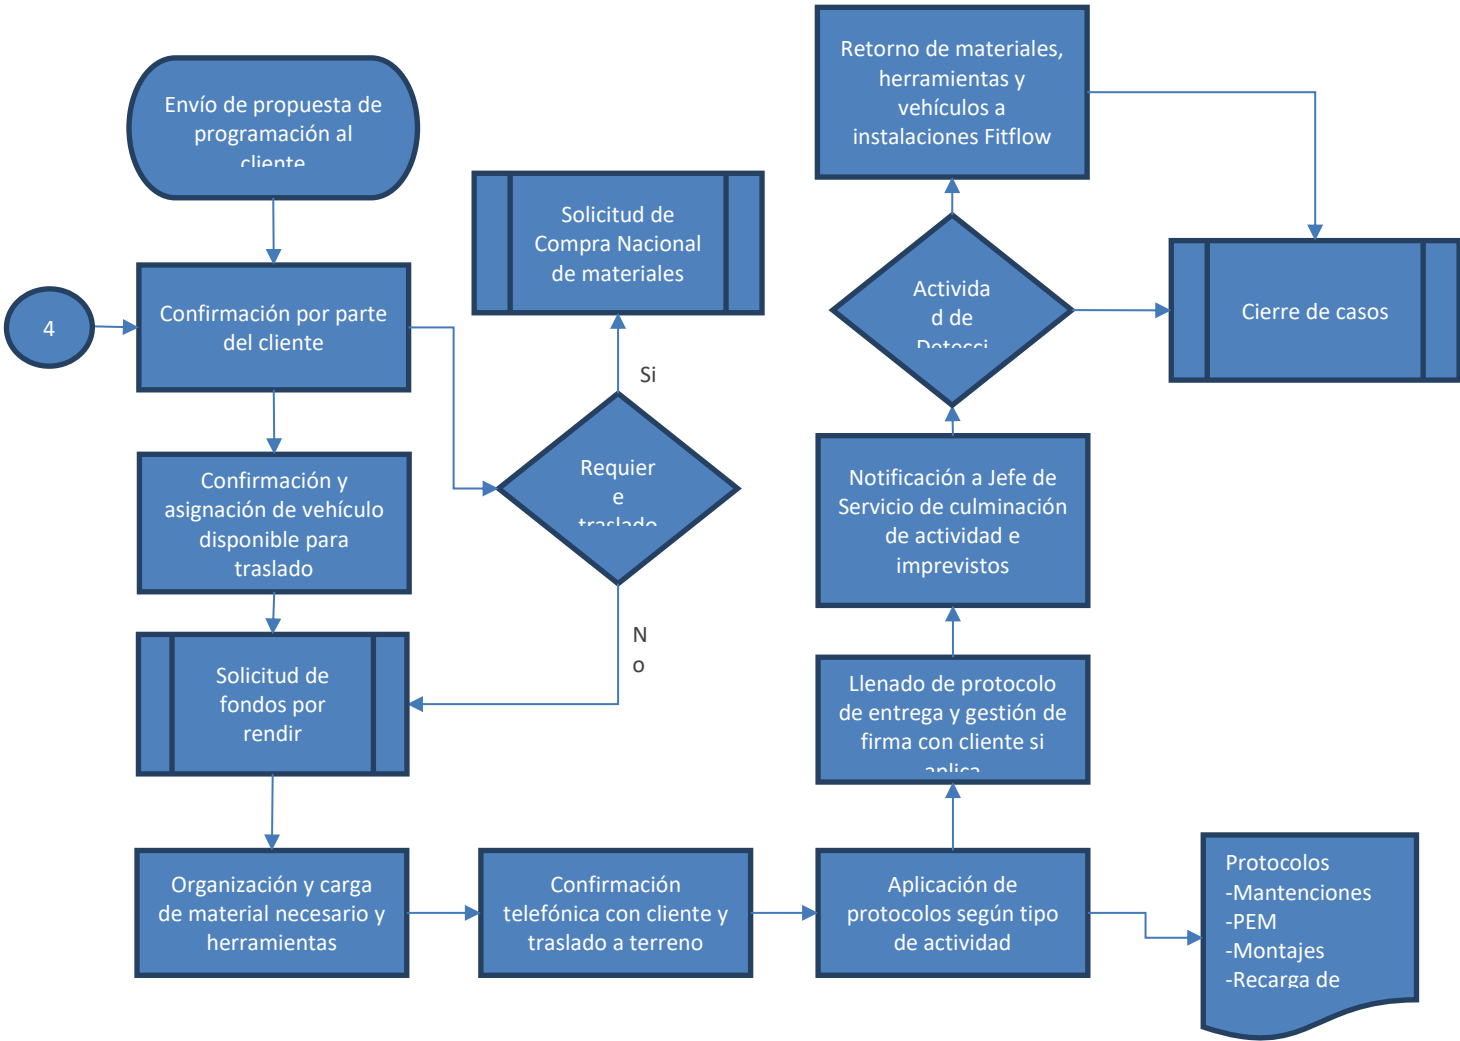 Envío de propuesta de
programación al
cliente
4
Confirmación por parte
del cliente
Confirmación y
asignación de vehículo
disponible para
traslado
Solicitud de
fondos por
rendir
Organización y carga
de material necesario y
herramientas
Solicitud de
Compra Nacional
de materiales
Si
Requier
e
traslado
N
o
Confirmación
telefónica con cliente y
traslado a terreno
Aplicación de
protocolos según tipo
de actividad
Protocolos
-Mantenciones
-PEM
-Montajes
-Recarga de
Llenado de protocolo
de entrega y gestión de
firma con cliente si
aplica
Notificación a Jefe de
Servicio de culminación
de actividad e
imprevistos
Activida
d de
Detecci
Retorno de materiales,
herramientas y
vehículos a
instalaciones Fitflow
Cierre de casos